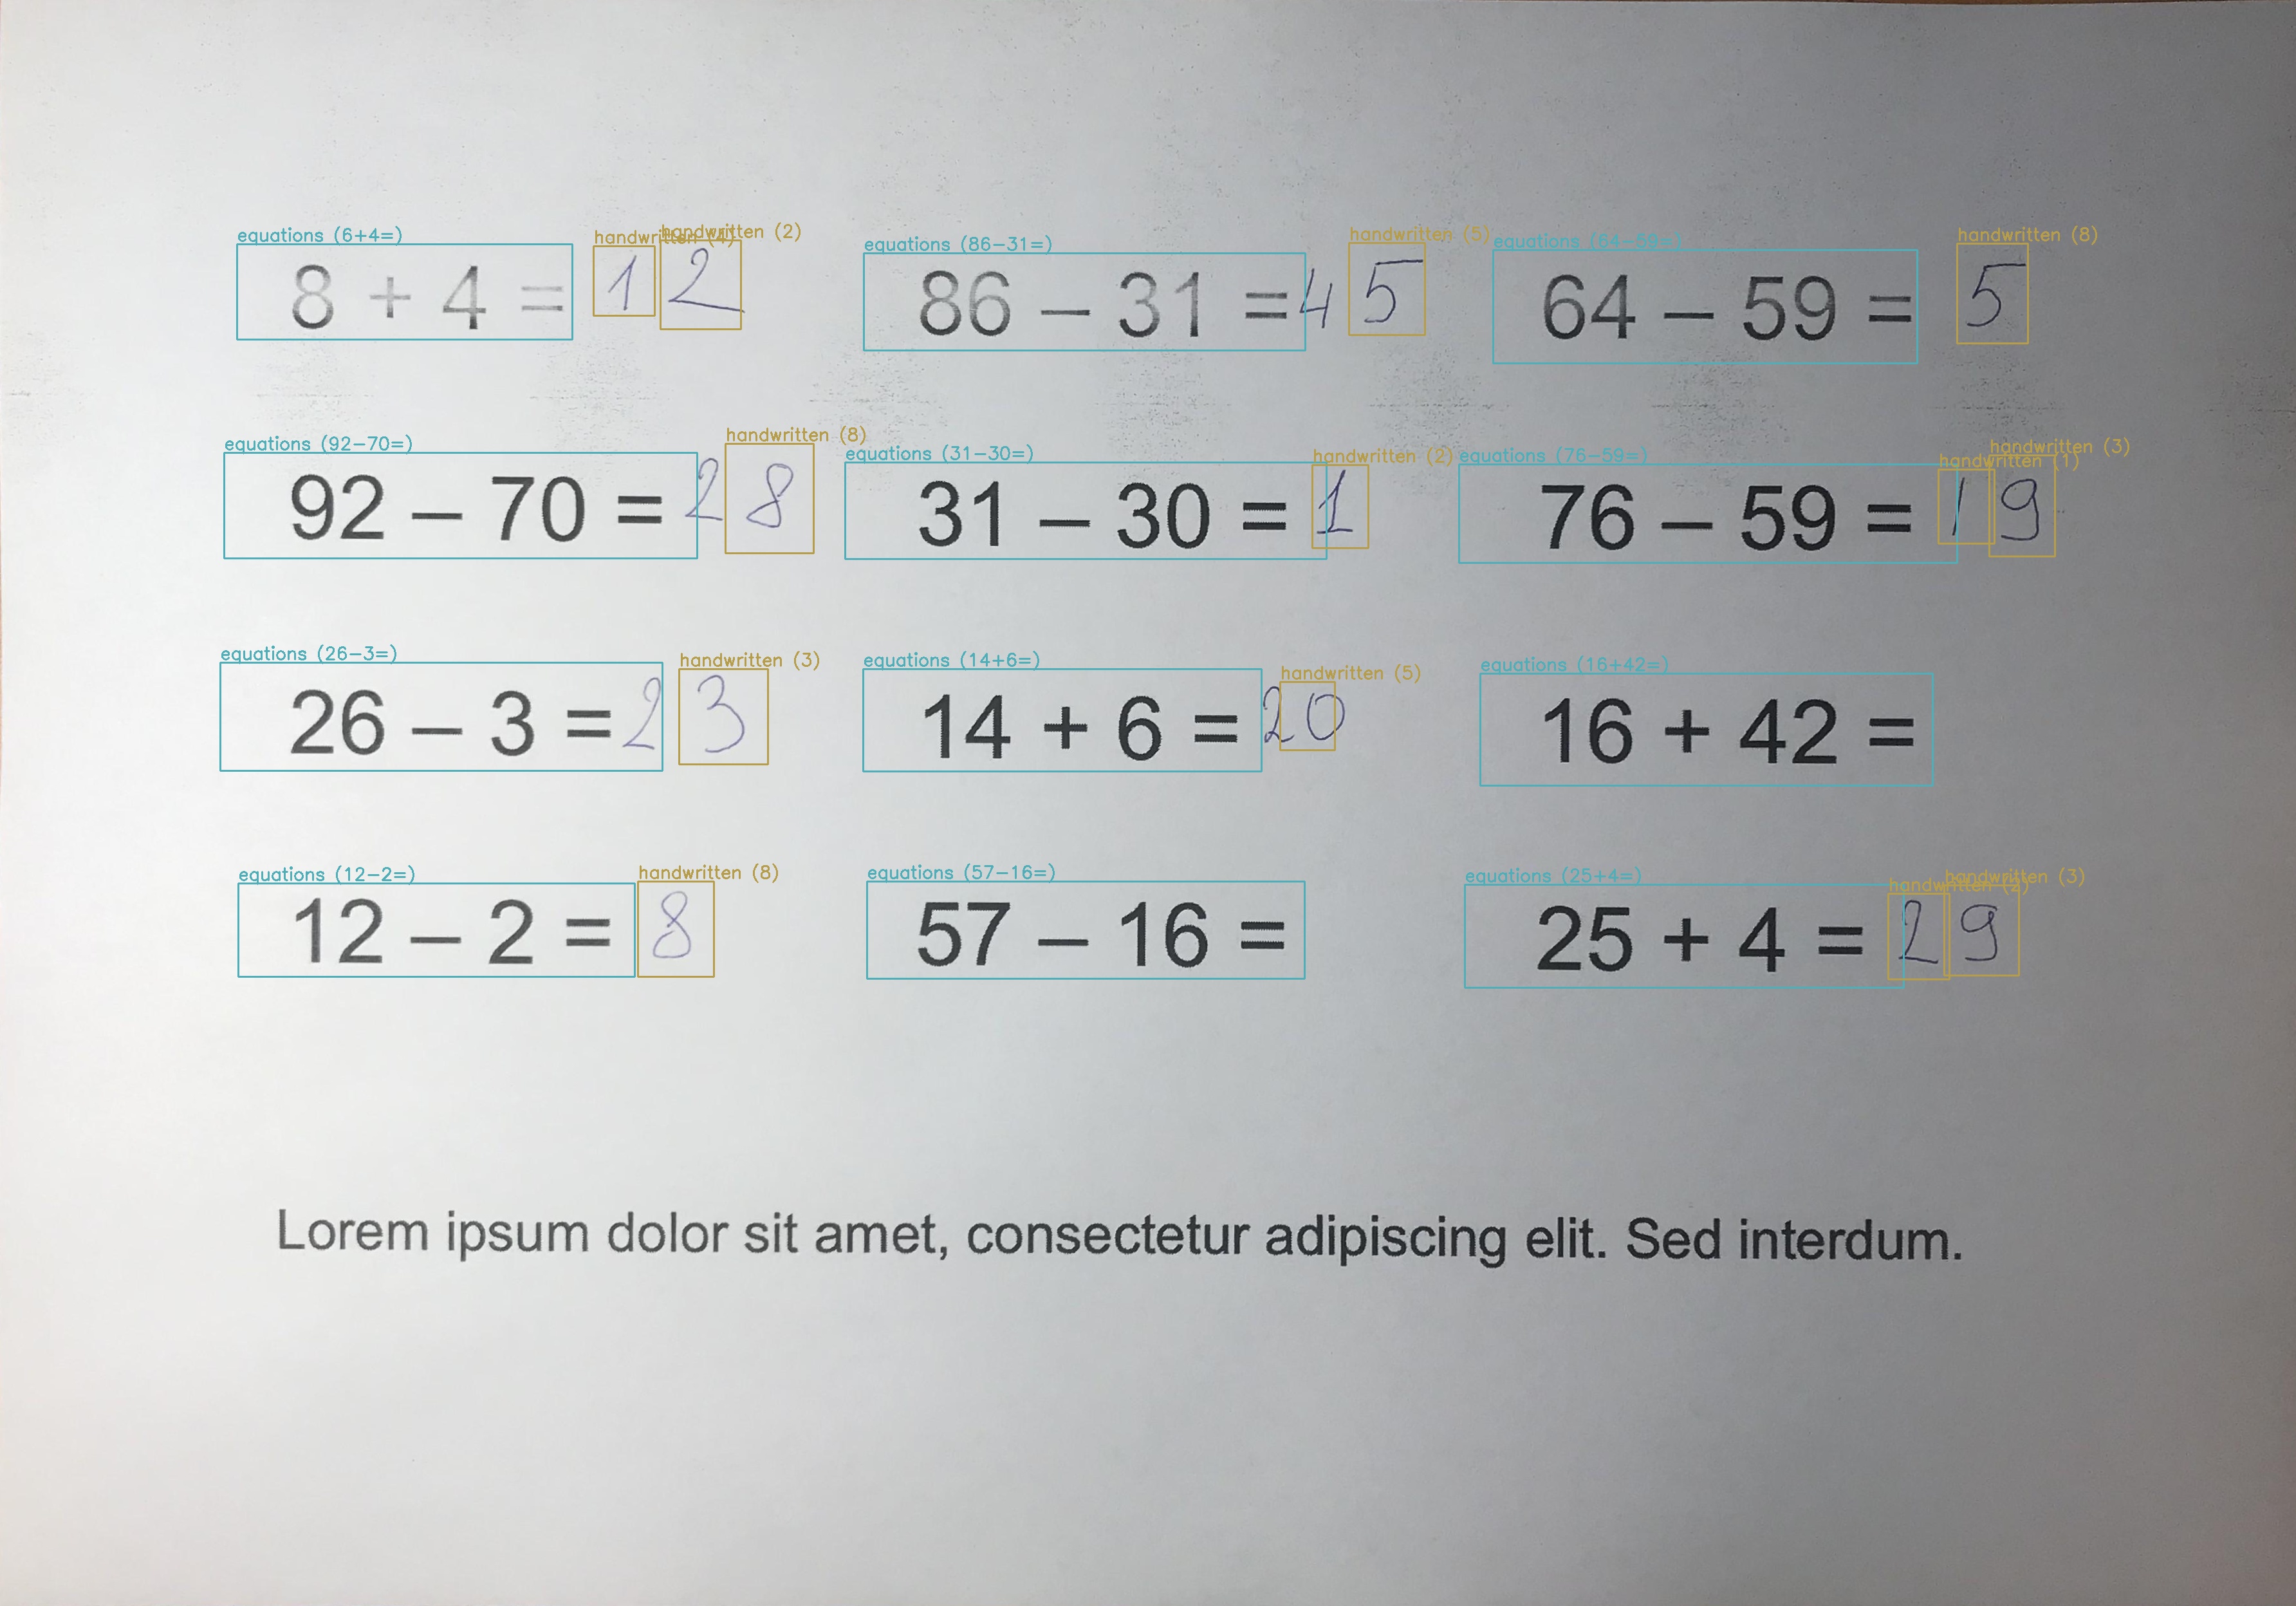 equations (6+4=) handwritten (4) handwritten (2) equations (86-31=) handwritten (5) equations (64-59=) handwritten (8)
8 + 4 = 12 86 – 31 = 45 64 – 59 = 5
equations (92-70=) handwritten (8) equations (31-30=) handwritten (2) equations (76-59=) handwritten (1) handwritten (3)
92 – 70 = 28 31 – 30 = 1 76 – 59 = 19
equations (26-3=) handwritten (3) equations (14+6=) handwritten (5) equations (16+42=)
26 – 3 = 23 14 + 6 = 20 16 + 42 =
equations (12-2=) handwritten (8) equations (57-16=) equations (25+4=) handwritten (2) handwritten (3)
12 – 2 = 8 57 – 16 = 25 + 4 = 29
Lorem ipsum dolor sit amet, consectetur adipiscing elit. Sed interdum.